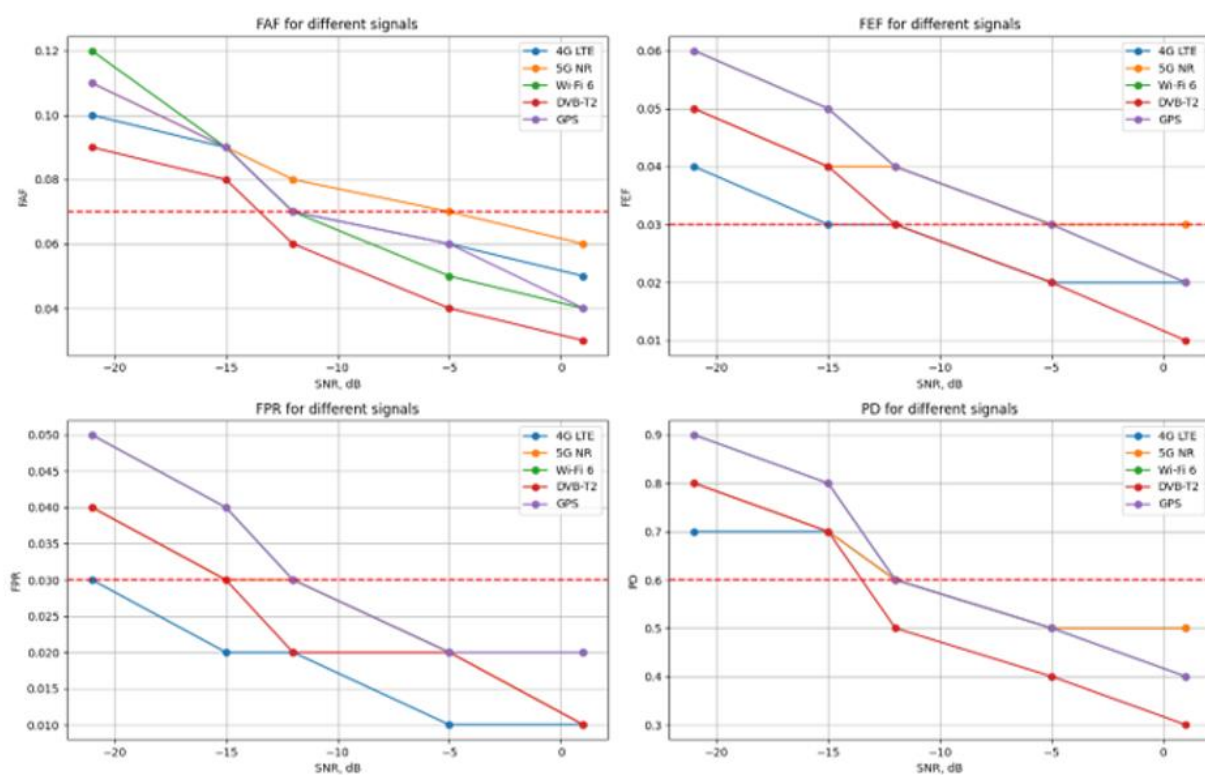 FAF for different signals
0.12
0.10
0.08
0.06
0.04
FAF
4G LTE
5G NR
Wi-Fi 6
DVB-T2
GPS
−20 −15 −10 −5 0
SNR, dB
FEF for different signals
0.06
0.05
0.04
0.03
0.02
0.01
FEF
4G LTE
5G NR
Wi-Fi 6
DVB-T2
GPS
−20 −15 −10 −5 0
SNR, dB
FPR for different signals
0.050
0.045
0.040
0.035
0.030
0.025
0.020
0.015
0.010
FPR
4G LTE
5G NR
Wi-Fi 6
DVB-T2
GPS
−20 −15 −10 −5 0
SNR, dB
PD for different signals
0.9
0.8
0.7
0.6
0.5
0.4
0.3
PD
4G LTE
5G NR
Wi-Fi 6
DVB-T2
GPS
−20 −15 −10 −5 0
SNR, dB